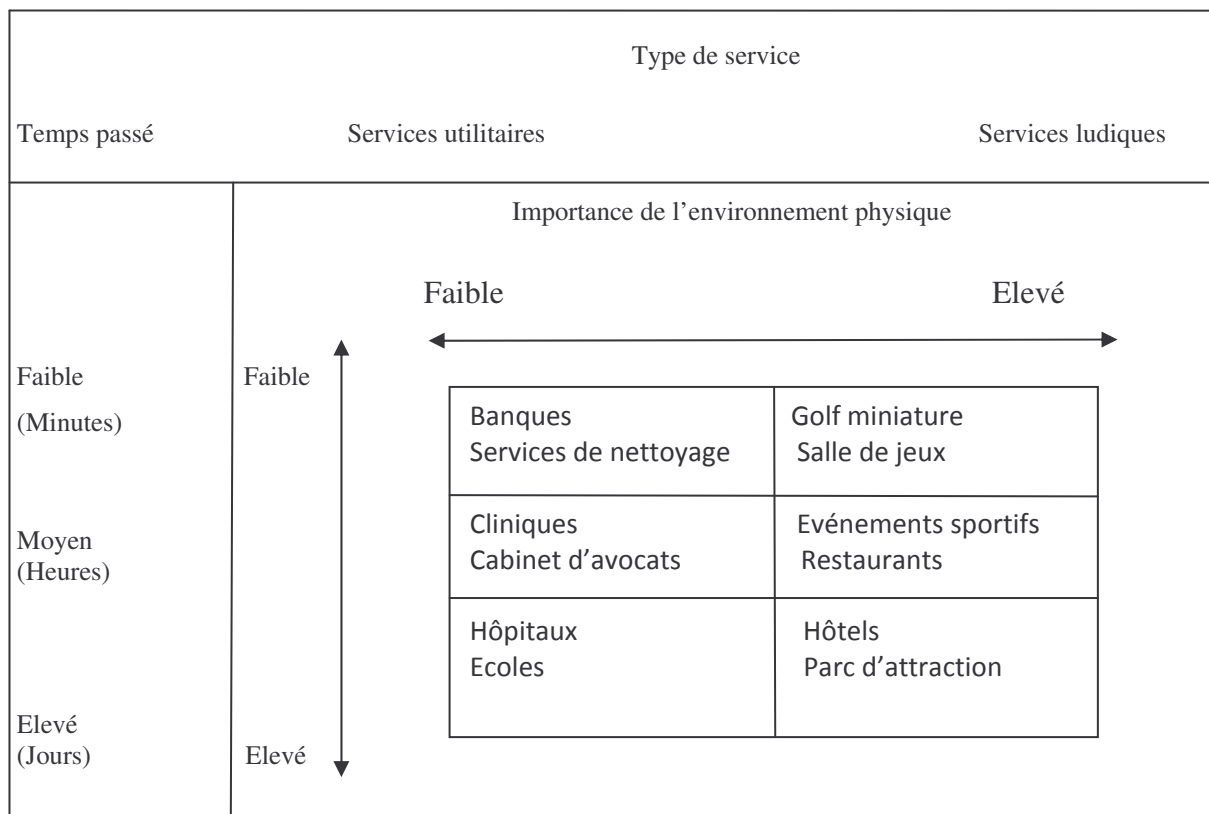 Type de service
Temps passé Services utilitaires Services ludiques
Importance de l’environnement physique
Faible Elevé
Faible Faible
(Minutes)
Banques Golf miniature
Services de nettoyage Salle de jeux
Moyen
(Heures)
Cliniques Evénements sportifs
Cabinet d’avocats Restaurants
Hôpitaux Hôtels
Ecoles Parc d’attraction
Elevé
(Jours) Elevé